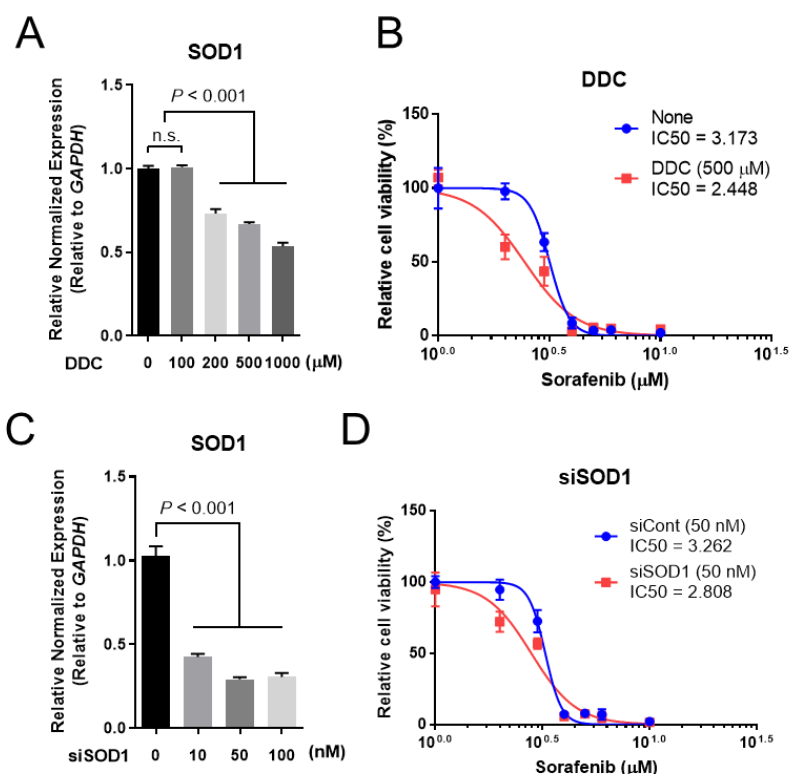 A
SOD1
Relative Normalized Expression
(Relative to GAPDH)
1.5
1.0
0.5
0.0
P < 0.001
n.s.
DDC 0 100 200 500 1000 (μM)
B
DDC
Relative cell viability (%)
150
100
50
0
None
IC50 = 3.173
DDC (500 μM)
IC50 = 2.448
10^0.0 10^0.5 10^1.0 10^1.5
Sorafenib (μM)
C
SOD1
Relative Normalized Expression
(Relative to GAPDH)
1.5
1.0
0.5
0.0
P < 0.001
siSOD1 0 10 50 100 (nM)
D
siSOD1
Relative cell viability (%)
150
100
50
0
siCont (50 nM)
IC50 = 3.262
siSOD1 (50 nM)
IC50 = 2.808
10^0.0 10^0.5 10^1.0 10^1.5
Sorafenib (μM)